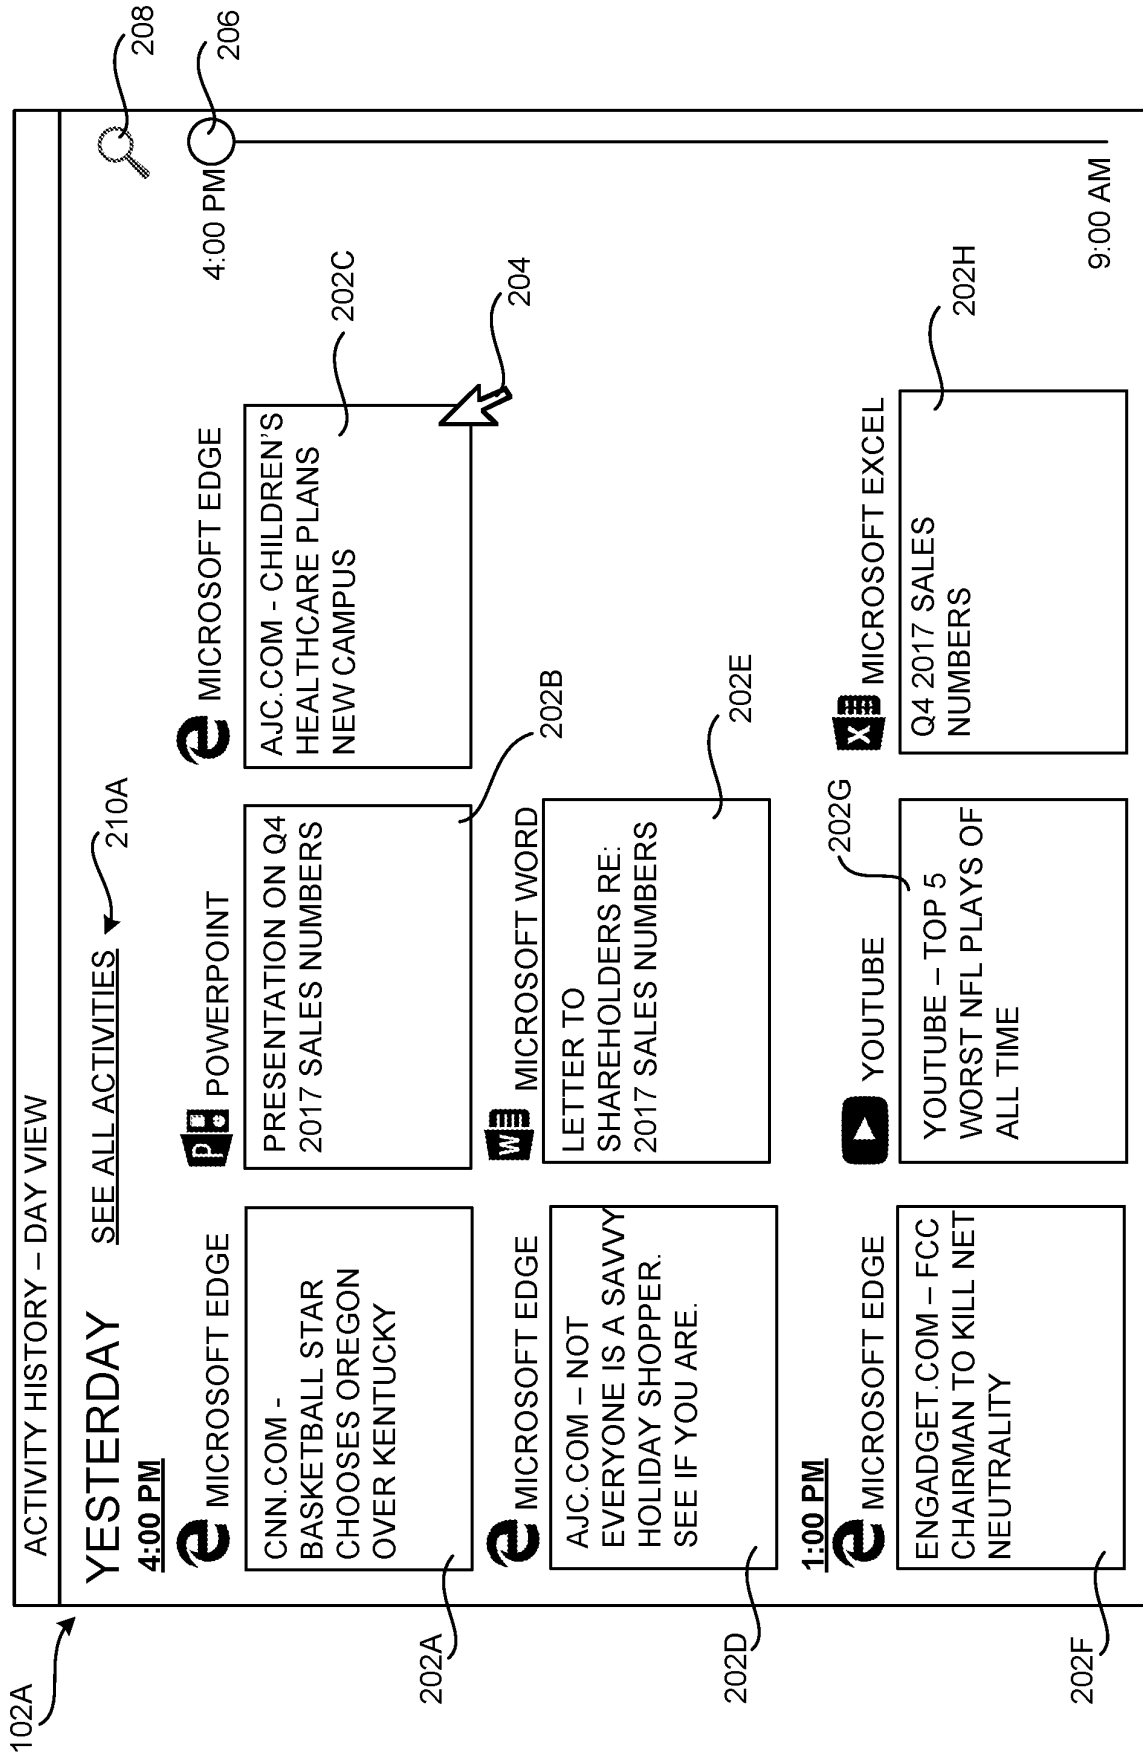 102A
ACTIVITY HISTORY – DAY VIEW
YESTERDAY
SEE ALL ACTIVITIES
210A
208
4:00 PM
4:00 PM
206
MICROSOFT EDGE
CNN.COM -
BASKETBALL STAR
CHOOSES OREGON
OVER KENTUCKY
202A
P
POWERPOINT
PRESENTATION ON Q4
2017 SALES NUMBERS
202B
MICROSOFT EDGE
AJC.COM - CHILDREN'S
HEALTHCARE PLANS
NEW CAMPUS
202C
204
MICROSOFT EDGE
AJC.COM – NOT
EVERYONE IS A SAVVY
HOLIDAY SHOPPER.
SEE IF YOU ARE.
202D
W
MICROSOFT WORD
LETTER TO
SHAREHOLDERS RE:
2017 SALES NUMBERS
202E
1:00 PM
MICROSOFT EDGE
ENGADGET.COM – FCC
CHAIRMAN TO KILL NET
NEUTRALITY
202F
YOUTUBE
202G
YOUTUBE – TOP 5
WORST NFL PLAYS OF
ALL TIME
X
MICROSOFT EXCEL
Q4 2017 SALES
NUMBERS
202H
9:00 AM